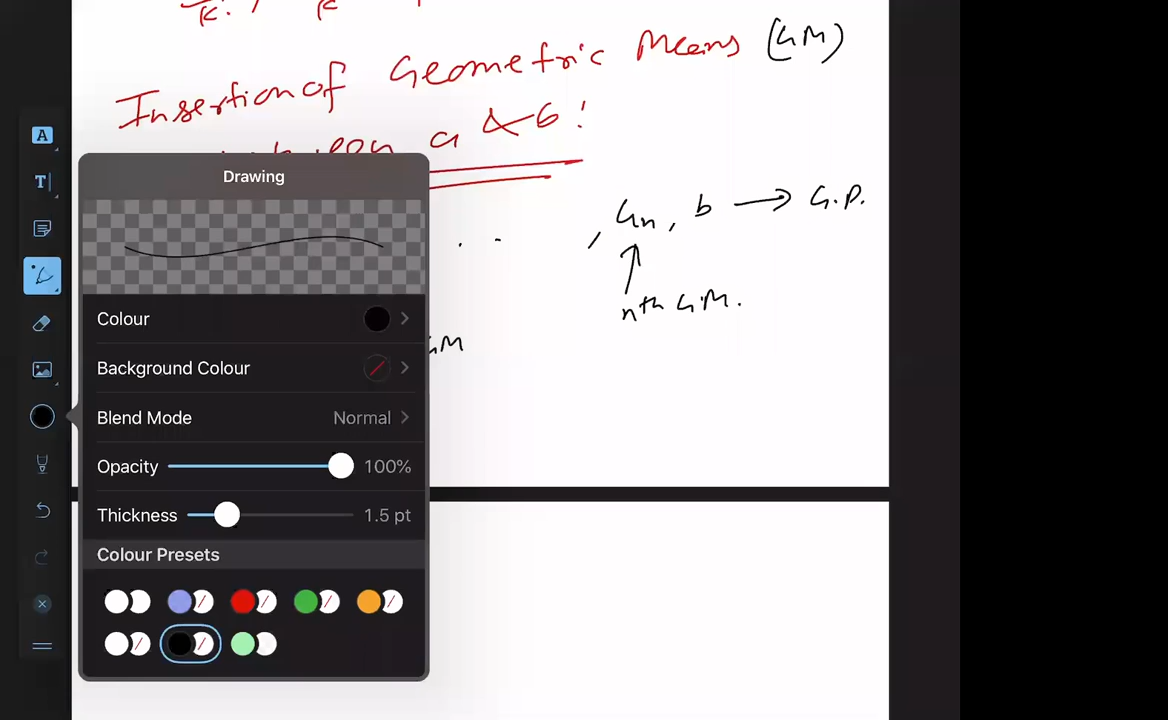 Insertion of Geometric Means (GM)
a & b !
Drawing
. . , Gn, b → G.P.
nth G.M.
Colour
GM
Background Colour
Blend Mode Normal
Opacity 100%
Thickness 1.5 pt
Colour Presets
A
T